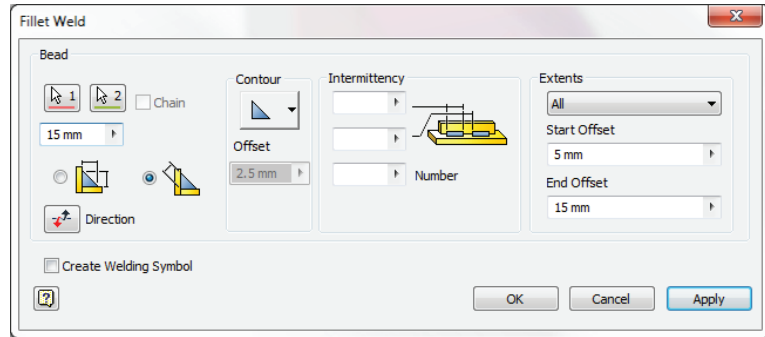 Fillet Weld
Bead
1
2
Chain
15 mm
Direction
Contour
Offset
2.5 mm
Intermittency
Number
Extents
All
Start Offset
5 mm
End Offset
15 mm
Create Welding Symbol
?
OK
Cancel
Apply